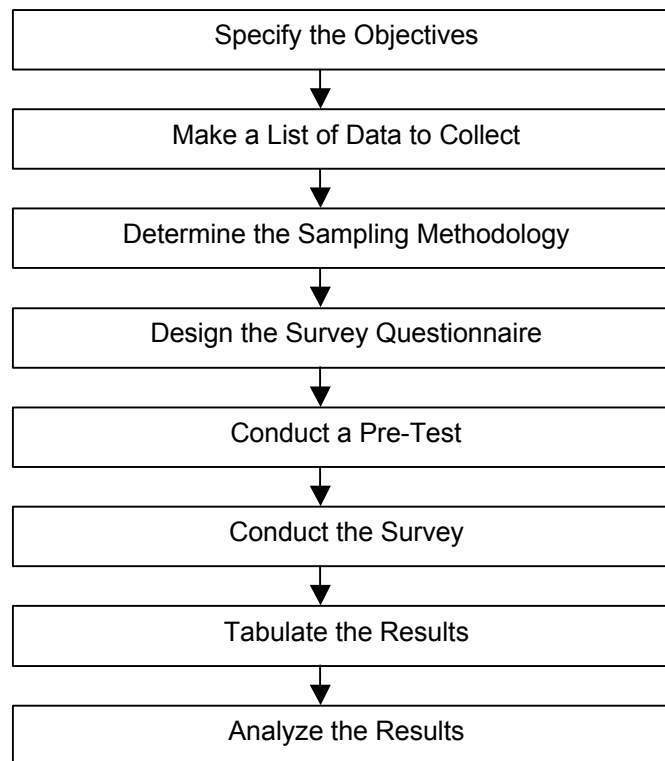 Specify the Objectives
Make a List of Data to Collect
Determine the Sampling Methodology
Design the Survey Questionnaire
Conduct a Pre-Test
Conduct the Survey
Tabulate the Results
Analyze the Results